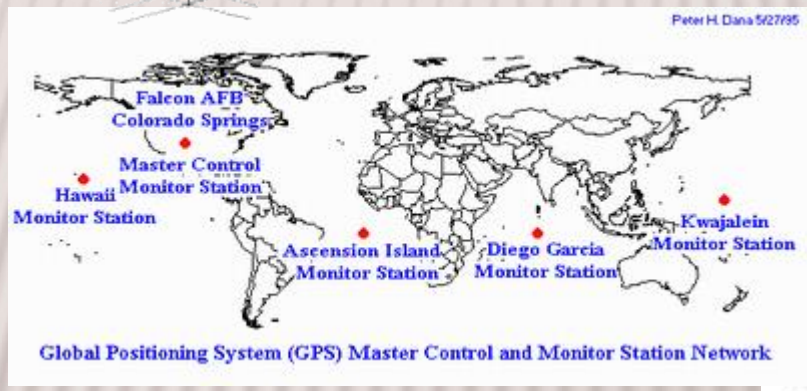 Peter H. Dana 5/27/95
Falcon AFB
Colorado Springs
Master Control
Monitor Station
Hawaii
Monitor Station
Ascension Island
Monitor Station
Diego Garcia
Monitor Station
Kwajalein
Monitor Station
Global Positioning System (GPS) Master Control and Monitor Station Network